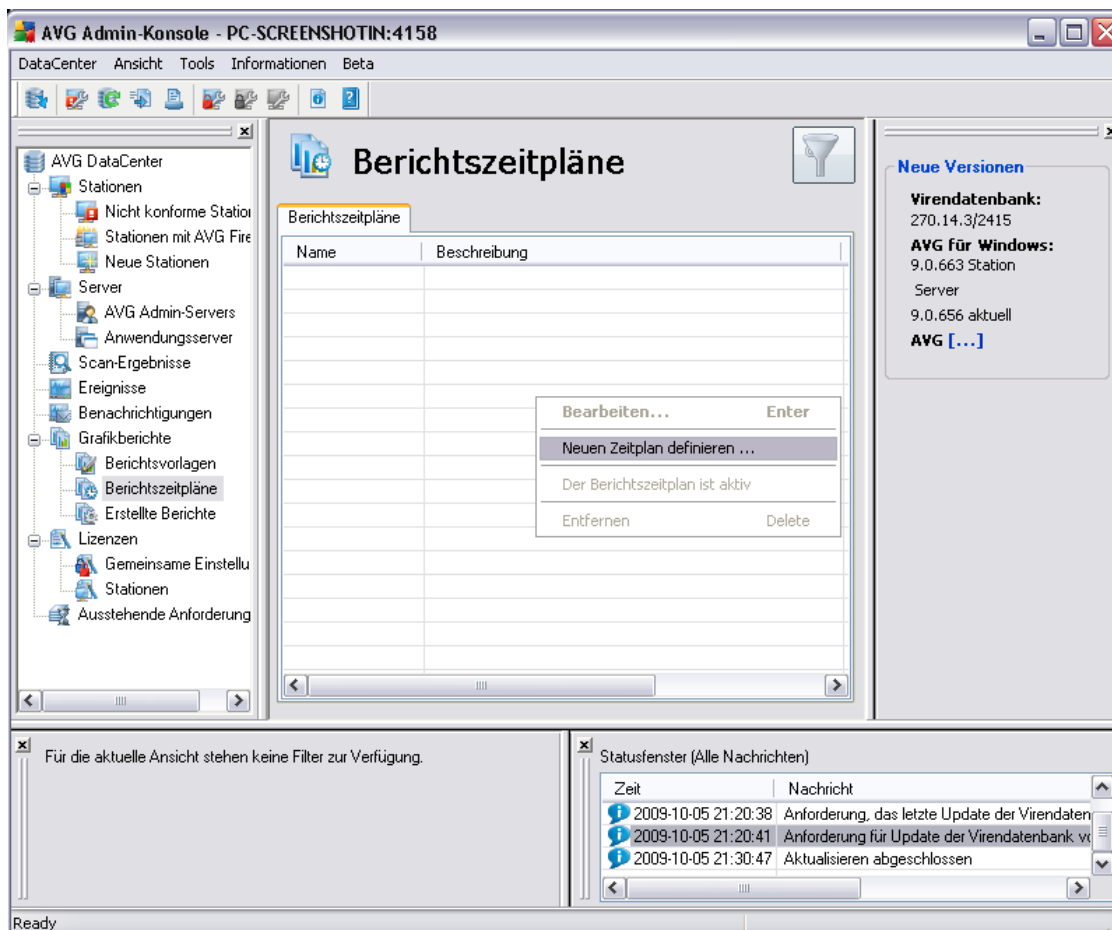 AVG Admin-Konsole - PC-SCREENSHOTIN:4158
DataCenter Ansicht Tools Informationen Beta
AVG DataCenter
Stationen
Nicht konforme Station
Stationen mit AVG Fire
Neue Stationen
Server
AVG Admin-Servers
Anwendungsserver
Scan-Ergebnisse
Ereignisse
Benachrichtigungen
Grafikberichte
Berichtsvorlagen
Berichtszeitpläne
Erstellte Berichte
Lizenzen
Gemeinsame Einstellu
Stationen
Ausstehende Anforderung
Berichtszeitpläne
Berichtszeitpläne
Name Beschreibung
Bearbeiten... Enter
Neuen Zeitplan definieren ...
Der Berichtszeitplan ist aktiv
Entfernen Delete
Neue Versionen
Virendatenbank:
270.14.3/2415
AVG für Windows:
9.0.663 Station
Server
9.0.656 aktuell
AVG [...]
Für die aktuelle Ansicht stehen keine Filter zur Verfügung.
Statusfenster (Alle Nachrichten)
Zeit Nachricht
2009-10-05 21:20:38 Anforderung, das letzte Update der Virendaten
2009-10-05 21:20:41 Anforderung für Update der Virendatenbank vo
2009-10-05 21:30:47 Aktualisieren abgeschlossen
Ready